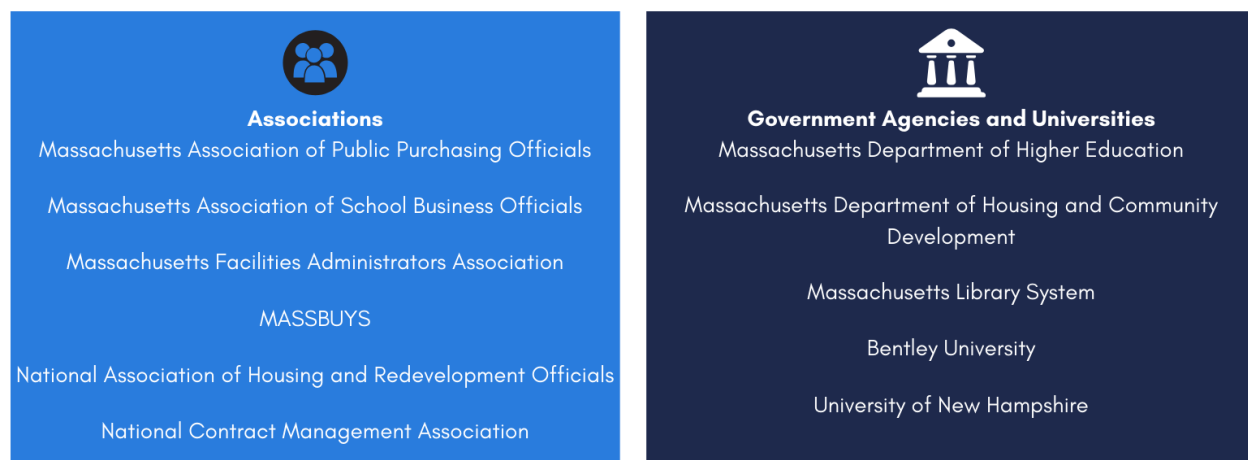 Associations
Massachusetts Association of Public Purchasing Officials
Massachusetts Association of School Business Officials
Massachusetts Facilities Administrators Association
MASSBUYS
National Association of Housing and Redevelopment Officials
National Contract Management Association
Government Agencies and Universities
Massachusetts Department of Higher Education
Massachusetts Department of Housing and Community
Development
Massachusetts Library System
Bentley University
University of New Hampshire